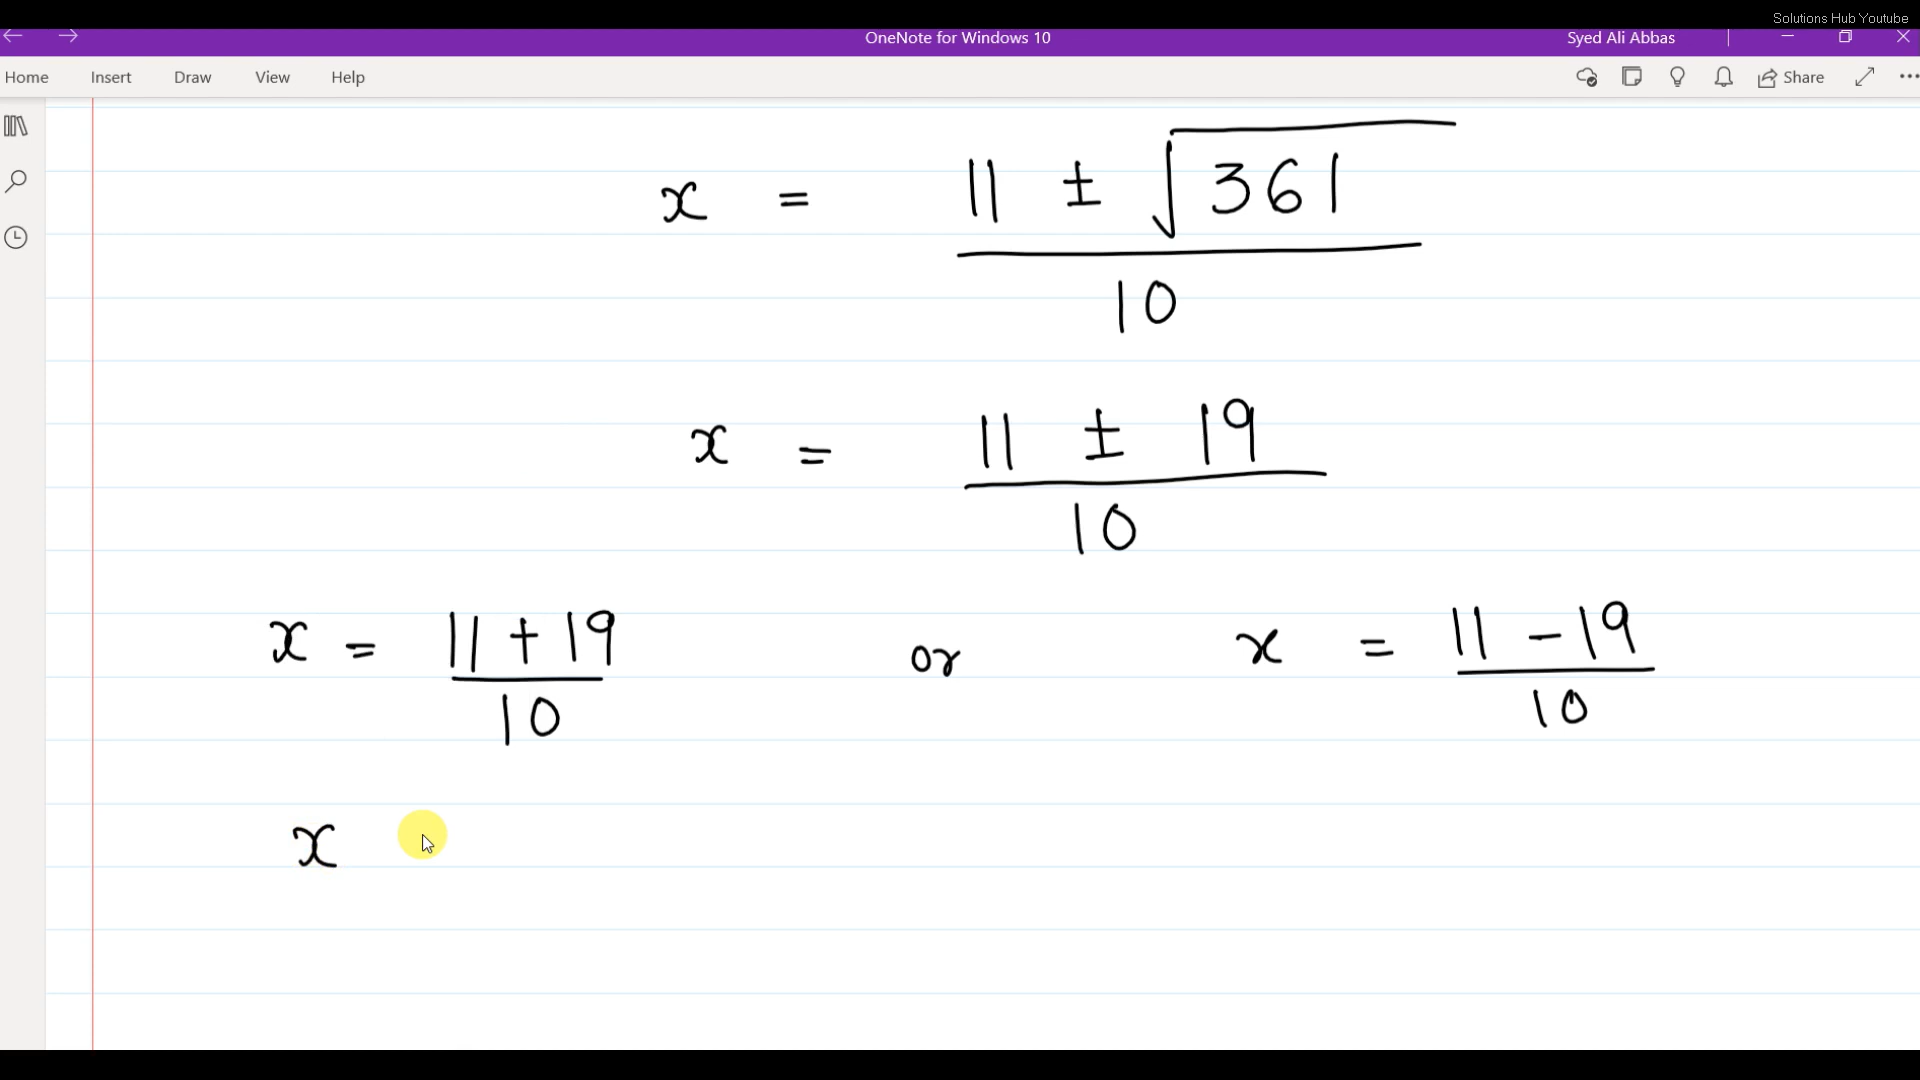 Solutions Hub Youtube
OneNote for Windows 10
Syed Ali Abbas
Home Insert Draw View Help Share
x = 11 ± √361
10
x = 11 ± 19
10
x = 11 + 19 or x = 11 - 19
10 10
x